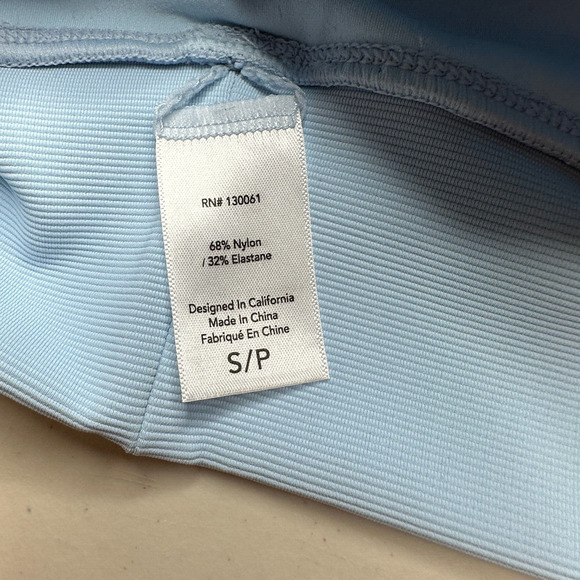 RN# 130061
68% Nylon
/ 32% Elastane
Designed In California
Made In China
Fabriqué En Chine
S/P